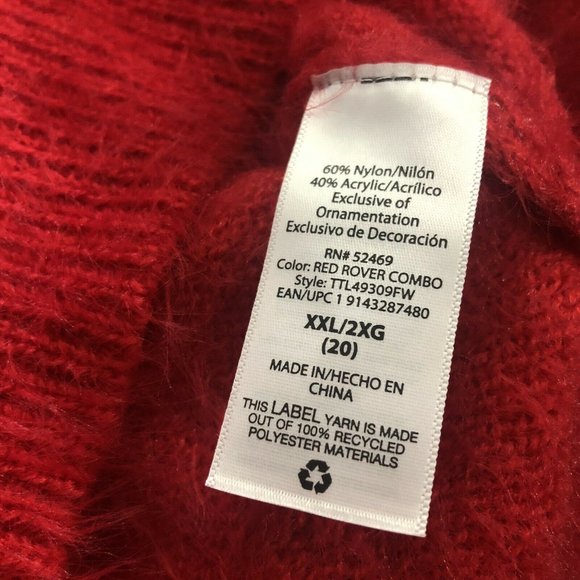 60% Nylon/Nilón
40% Acrylic/Acrílico
Exclusive of
Ornamentation
Exclusivo de Decoración
RN# 52469
Color: RED ROVER COMBO
Style: TTL49309FW
EAN/UPC 1 9143287480
XXL/2XG
(20)
MADE IN/HECHO EN
CHINA
THIS LABEL YARN IS MADE
OUT OF 100% RECYCLED
POLYESTER MATERIALS